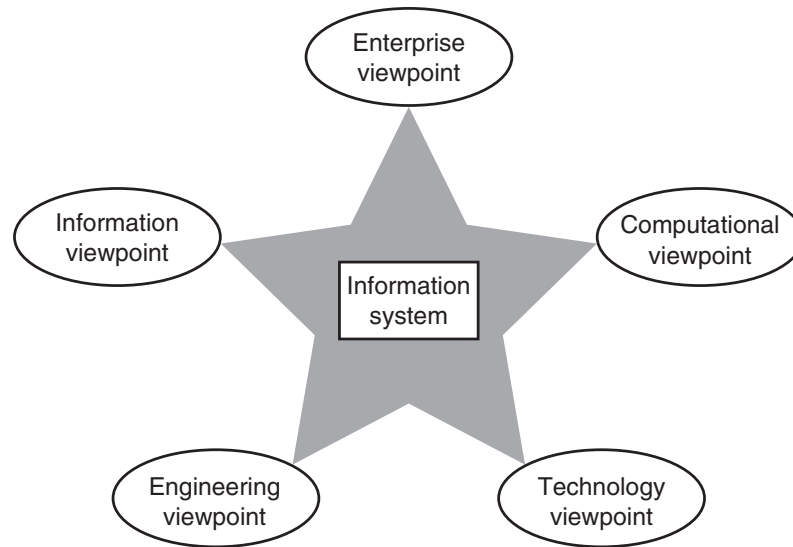 Enterprise
viewpoint
Information
viewpoint
Computational
viewpoint
Information
system
Engineering
viewpoint
Technology
viewpoint